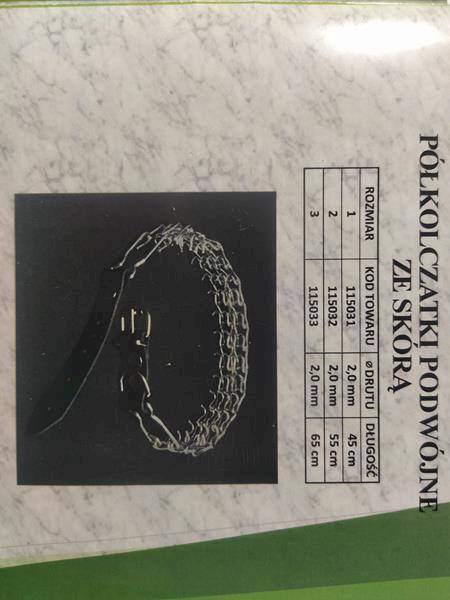 PÓŁKOLCZATKI PODWÓJNE
ZE SKÓRĄ
ROZMIAR KOD TOWARU ⌀ DRUTU DŁUGOŚĆ
1 115031 2,0 mm 45 cm
2 115032 2,0 mm 55 cm
3 115033 2,0 mm 65 cm